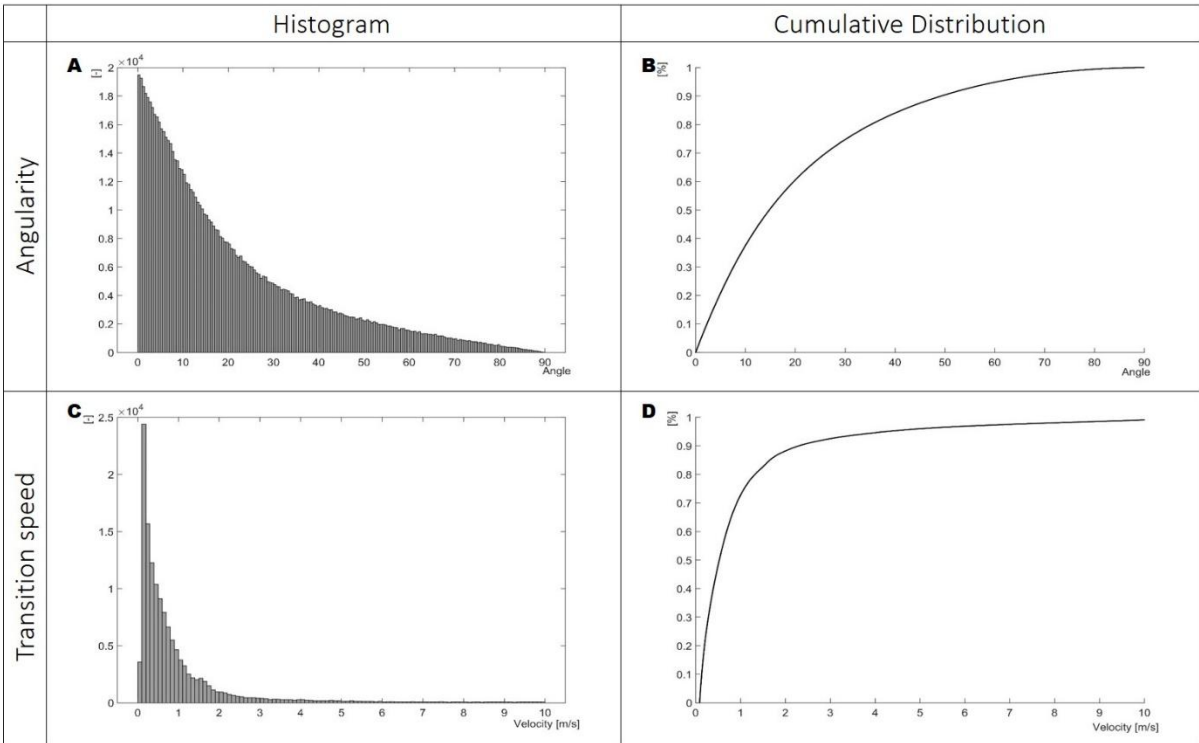 Histogram
Cumulative Distribution
Angularity
A
[-]
×10⁴
2
1.8
1.6
1.4
1.2
1
0.8
0.6
0.4
0.2
0
0 10 20 30 40 50 60 70 80 90
Angle
B
[%]
1
0.9
0.8
0.7
0.6
0.5
0.4
0.3
0.2
0.1
0
0 10 20 30 40 50 60 70 80 90
Angle
Transition speed
C
[-]
×10⁴
2.5
2
1.5
1
0.5
0
0 1 2 3 4 5 6 7 8 9 10
Velocity [m/s]
D
[%]
1
0.9
0.8
0.7
0.6
0.5
0.4
0.3
0.2
0.1
0
0 1 2 3 4 5 6 7 8 9 10
Velocity [m/s]